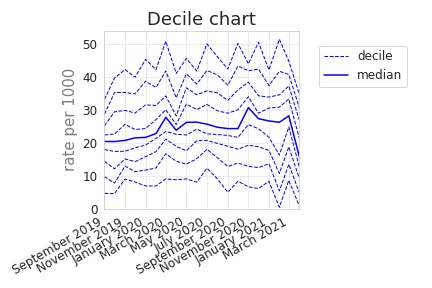 Decile chart
rate per 1000
50
40
30
20
10
0
September 2019
November 2019
January 2020
March 2020
May 2020
July 2020
September 2020
November 2020
January 2021
March 2021
decile
median